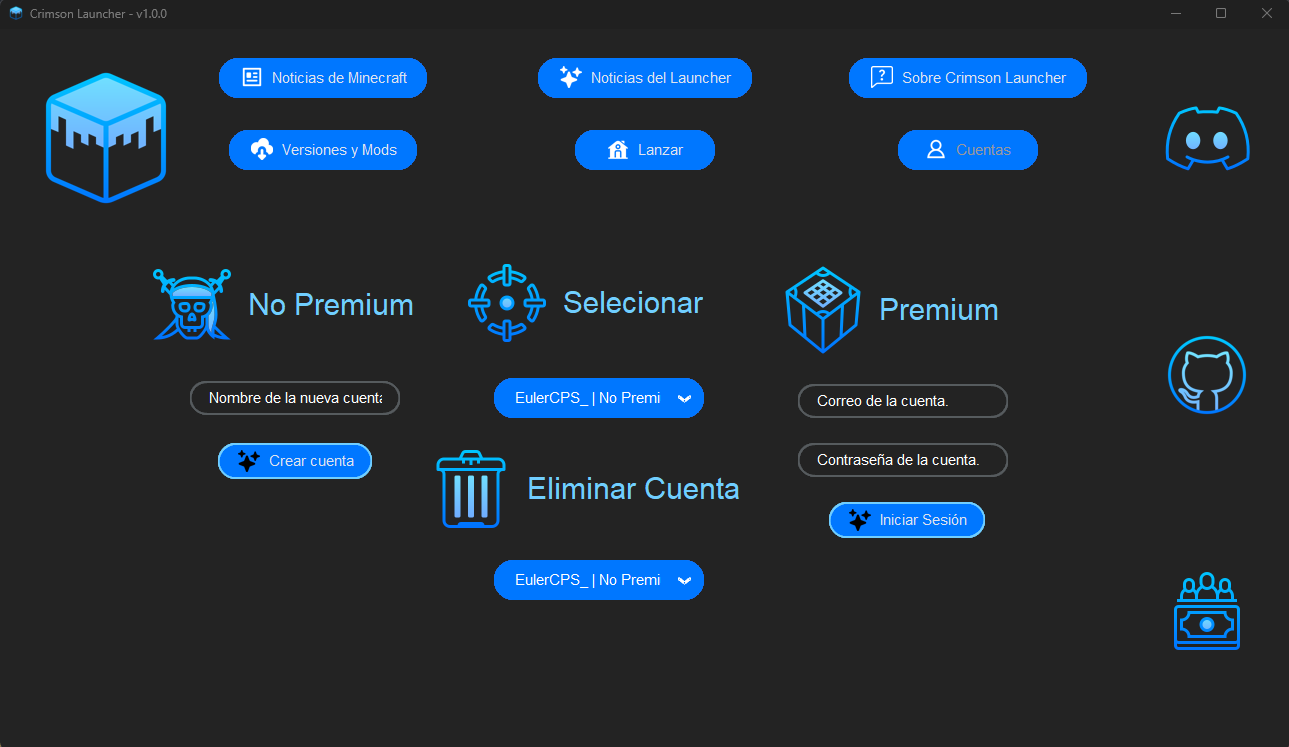 Crimson Launcher - v1.0.0
Noticias de Minecraft
Noticias del Launcher
Sobre Crimson Launcher
Versiones y Mods
Lanzar
Cuentas
No Premium
Selecionar
Premium
Nombre de la nueva cuenta
EulerCPS_ | No Premi
Correo de la cuenta.
Crear cuenta
Contraseña de la cuenta.
Eliminar Cuenta
Iniciar Sesión
EulerCPS_ | No Premi